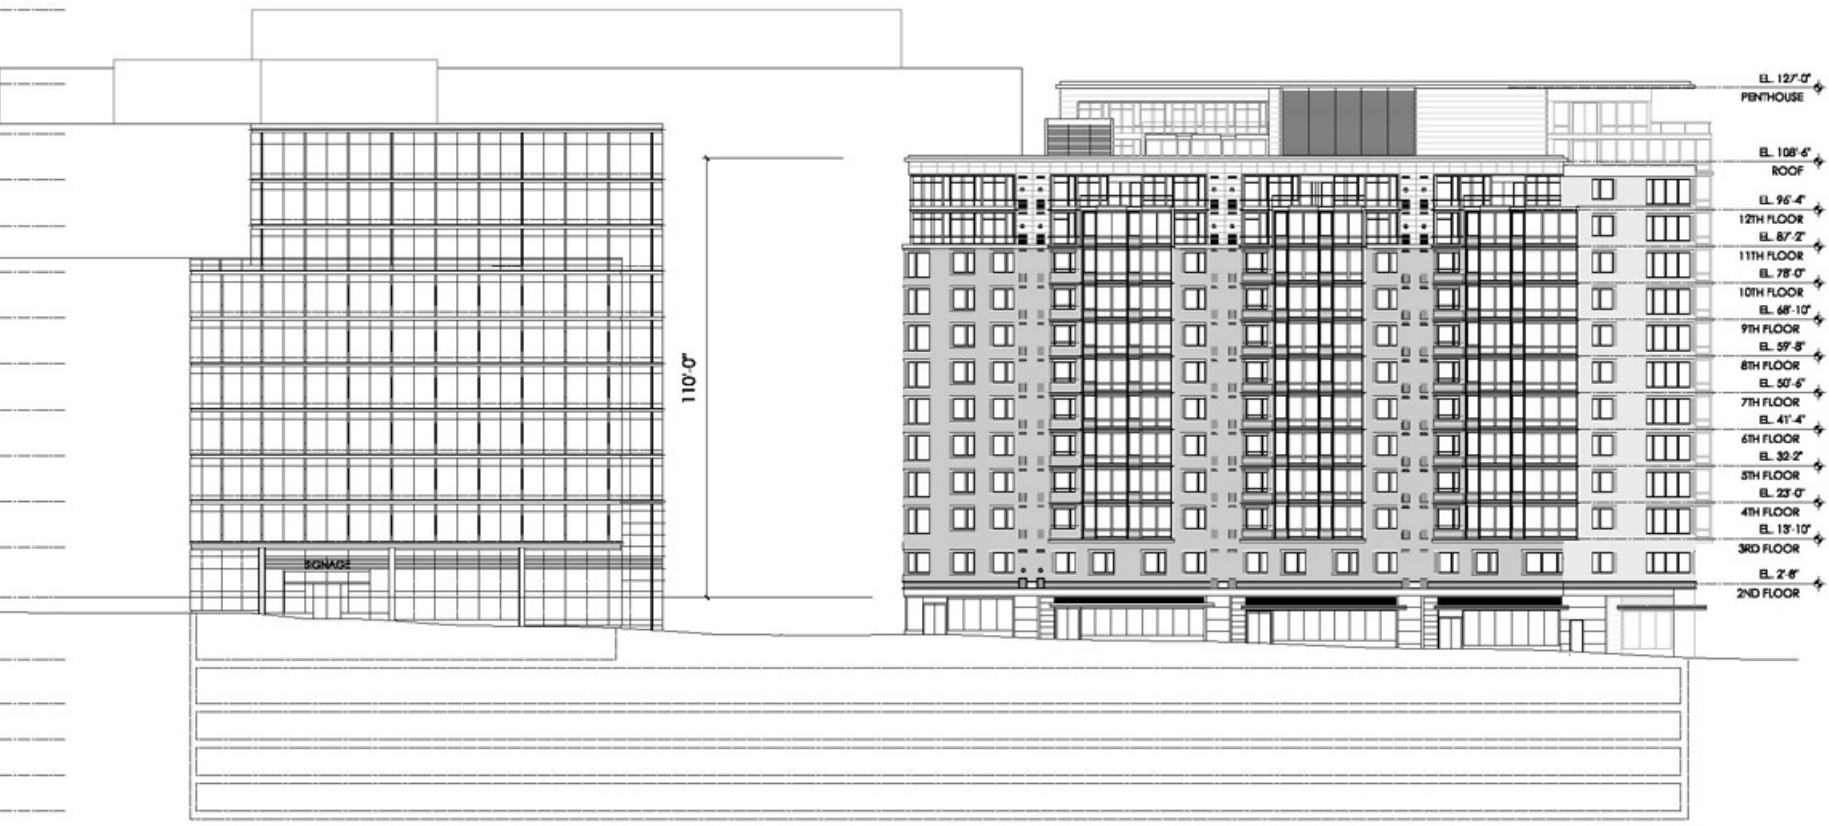 EL. 127'-0"
PENTHOUSE
EL. 108'-6"
ROOF
EL. 96'-4"
12TH FLOOR
EL. 87'-2"
11TH FLOOR
EL. 78'-0"
10TH FLOOR
EL. 68'-10"
9TH FLOOR
EL. 59'-8"
8TH FLOOR
EL. 50'-6"
7TH FLOOR
EL. 41'-4"
6TH FLOOR
EL. 32'-2"
5TH FLOOR
EL. 23'-0"
4TH FLOOR
EL. 13'-10"
3RD FLOOR
EL. 2'-8"
2ND FLOOR
110'-0"
SIGNAGE